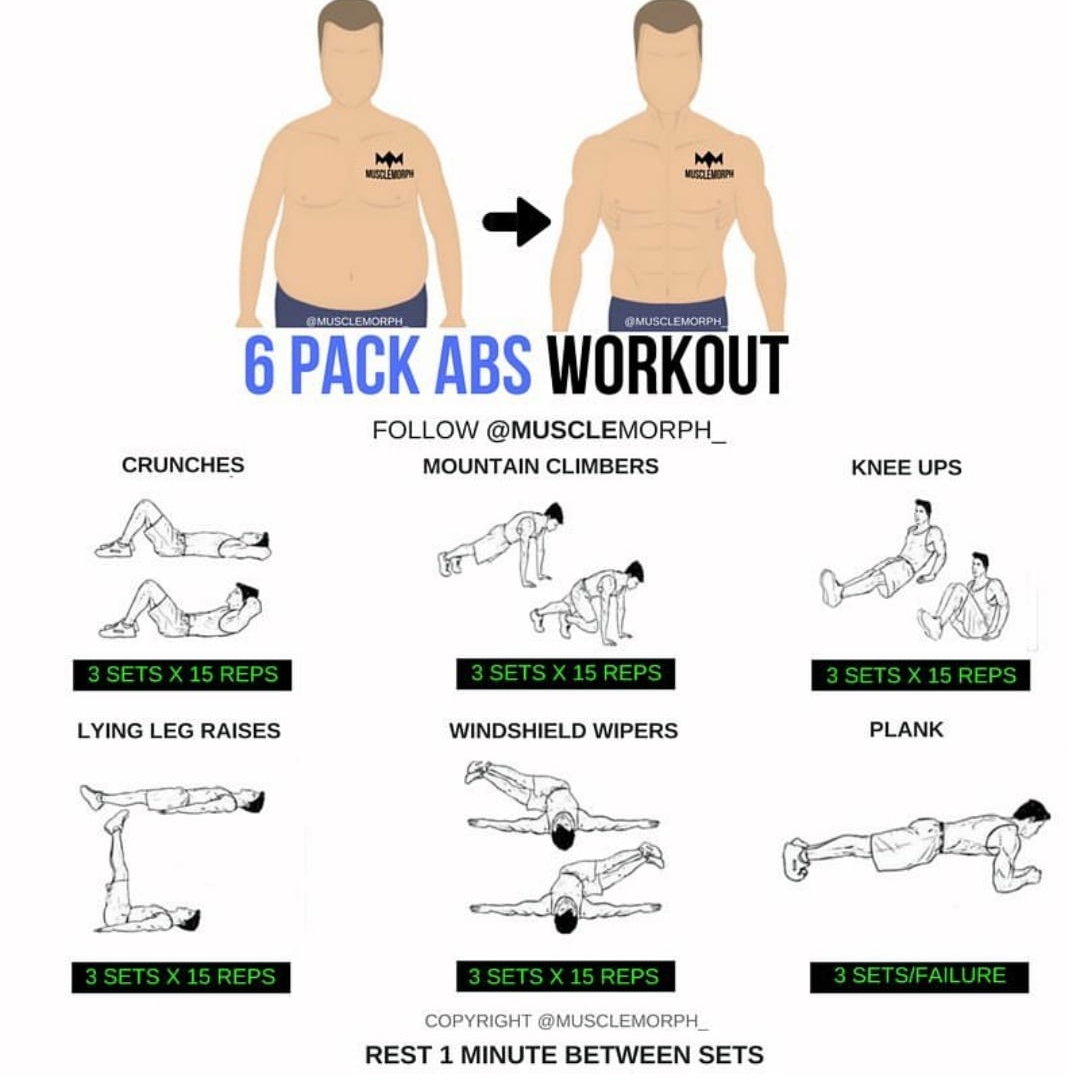 MUSCLEMORPH
MUSCLEMORPH
@MUSCLEMORPH_
@MUSCLEMORPH_
6 PACK ABS WORKOUT
FOLLOW @MUSCLEMORPH_
CRUNCHES
MOUNTAIN CLIMBERS
KNEE UPS
3 SETS X 15 REPS
3 SETS X 15 REPS
3 SETS X 15 REPS
LYING LEG RAISES
WINDSHIELD WIPERS
PLANK
3 SETS X 15 REPS
3 SETS X 15 REPS
3 SETS/FAILURE
COPYRIGHT @MUSCLEMORPH_
REST 1 MINUTE BETWEEN SETS